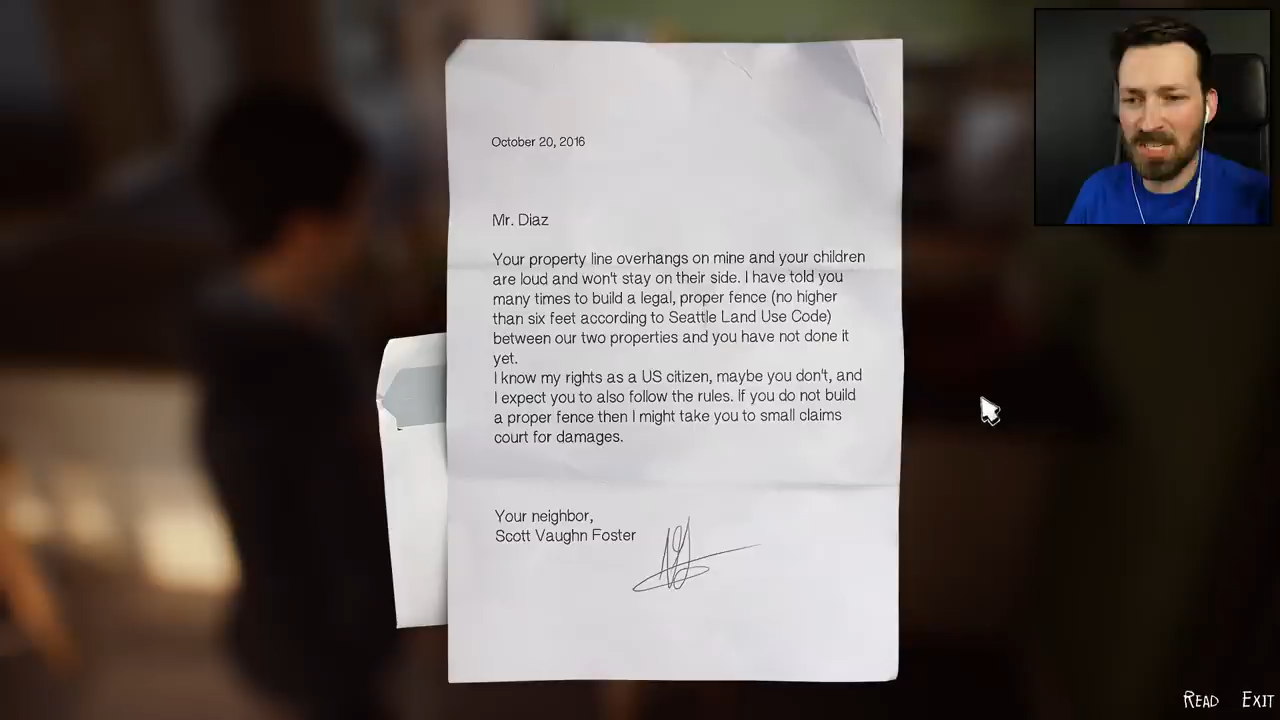 October 20, 2016
Mr. Diaz
Your property line overhangs on mine and your children
are loud and won't stay on their side. I have told you
many times to build a legal, proper fence (no higher
than six feet according to Seattle Land Use Code)
between our two properties and you have not done it
yet.
I know my rights as a US citizen, maybe you don't, and
I expect you to also follow the rules. If you do not build
a proper fence then I might take you to small claims
court for damages.
Your neighbor,
Scott Vaughn Foster
READ EXIT